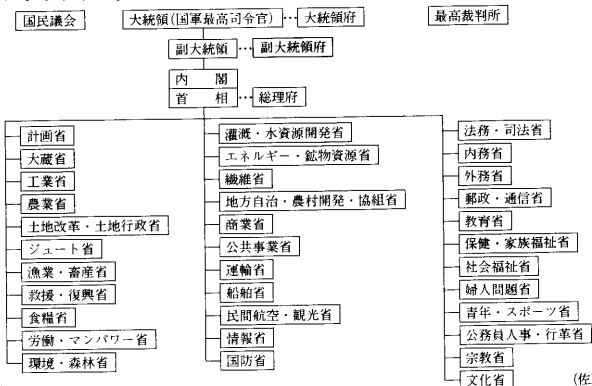 国民議会
大統領(国軍最高司令官)…大統領府
最高裁判所
副大統領…副大統領府
内閣
首相…総理府
計画省
大蔵省
工業省
農業省
土地改革・土地行政省
ジュート省
漁業・畜産省
救援・復興省
食糧省
労働・マンパワー省
環境・森林省
灌漑・水資源開発省
エネルギー・鉱物資源省
繊維省
地方自治・農村開発・協組省
商業省
公共事業省
運輸省
船舶省
民間航空・観光省
情報省
国防省
法務・司法省
内務省
外務省
郵政・通信省
教育省
保健・家族福祉省
社会福祉省
婦人問題省
青年・スポーツ省
公務員人事・行革省
宗教省
文化省
(佐